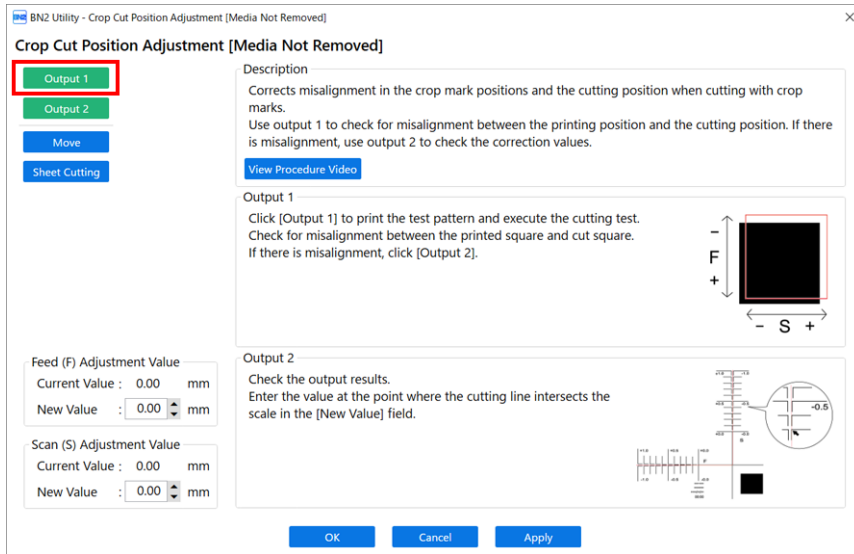 BN2 Utility - Crop Cut Position Adjustment [Media Not Removed]
Crop Cut Position Adjustment [Media Not Removed]
Output 1
Output 2
Move
Sheet Cutting
Description
Corrects misalignment in the crop mark positions and the cutting position when cutting with crop
marks.
Use output 1 to check for misalignment between the printing position and the cutting position. If there
is misalignment, use output 2 to check the correction values.
View Procedure Video
Output 1
Click [Output 1] to print the test pattern and execute the cutting test.
Check for misalignment between the printed square and cut square.
If there is misalignment, click [Output 2].
-
F
+
- S +
Feed (F) Adjustment Value
Current Value : 0.00 mm
New Value : 0.00 mm
Scan (S) Adjustment Value
Current Value : 0.00 mm
New Value : 0.00 mm
Output 2
Check the output results.
Enter the value at the point where the cutting line intersects the
scale in the [New Value] field.
-0.5
OK Cancel Apply